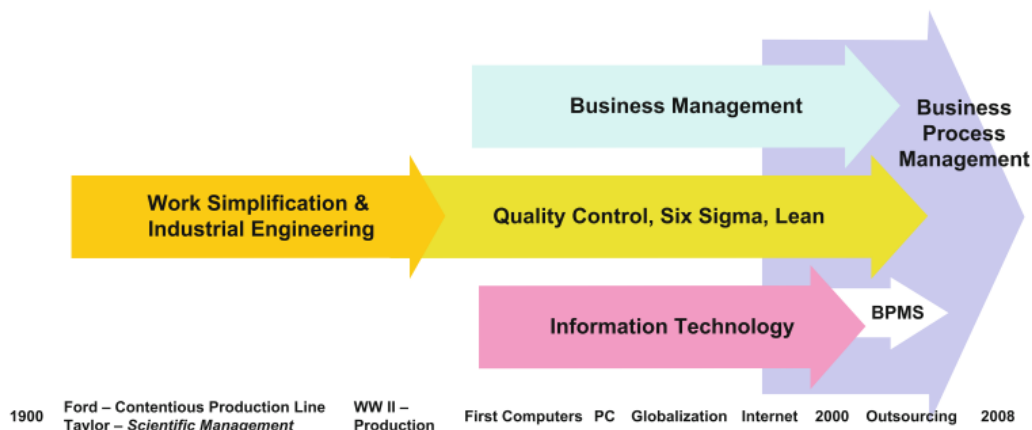 Business Management
Business
Process
Management
Work Simplification &
Industrial Engineering
Quality Control, Six Sigma, Lean
BPMS
Information Technology
1900
Ford – Contentious Production Line
Taylor – Scientific Management
WW II –
Production
First Computers PC Globalization Internet 2000 Outsourcing 2008